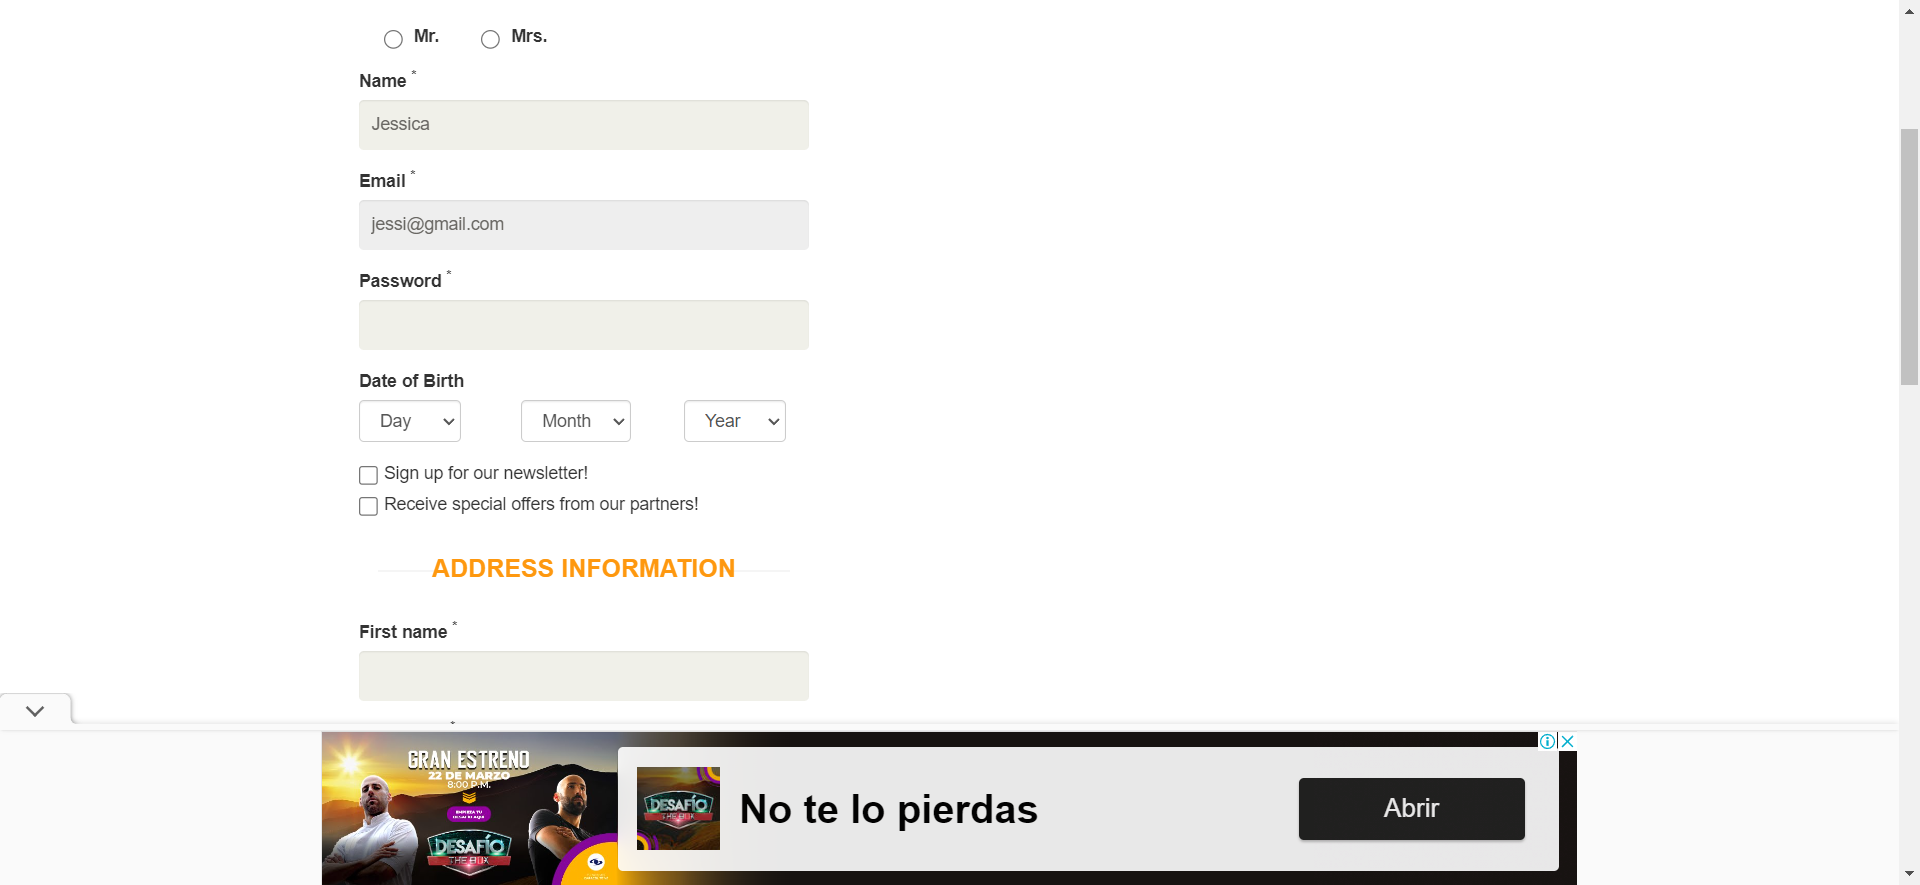 Mr.
Mrs.
Name *
Jessica
Email *
jessi@gmail.com
Password *
Date of Birth
Day
Month
Year
Sign up for our newsletter!
Receive special offers from our partners!
ADDRESS INFORMATION
First name *
*
GRAN ESTRENO
22 DE MARZO
8:00 P.M.
DESAFÍO
THE BOX
DESAFÍO
THE BOX
No te lo pierdas
Abrir